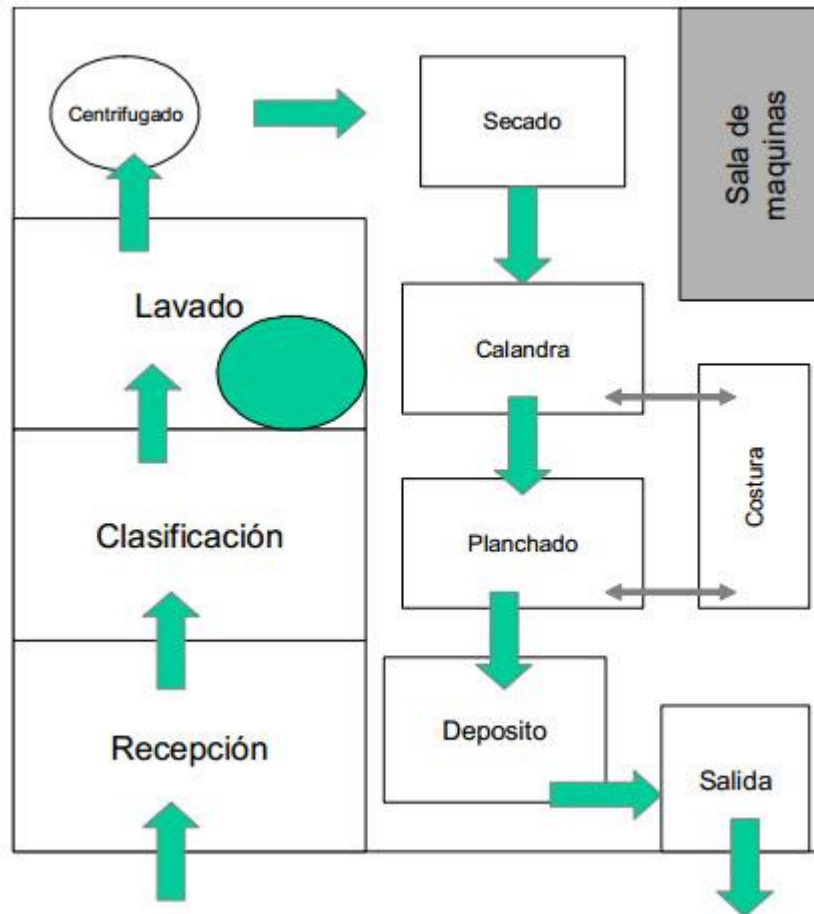 Centrifugado
Secado
Sala de
maquinas
Lavado
Calandra
Clasificación
Planchado
Costura
Recepción
Deposito
Salida